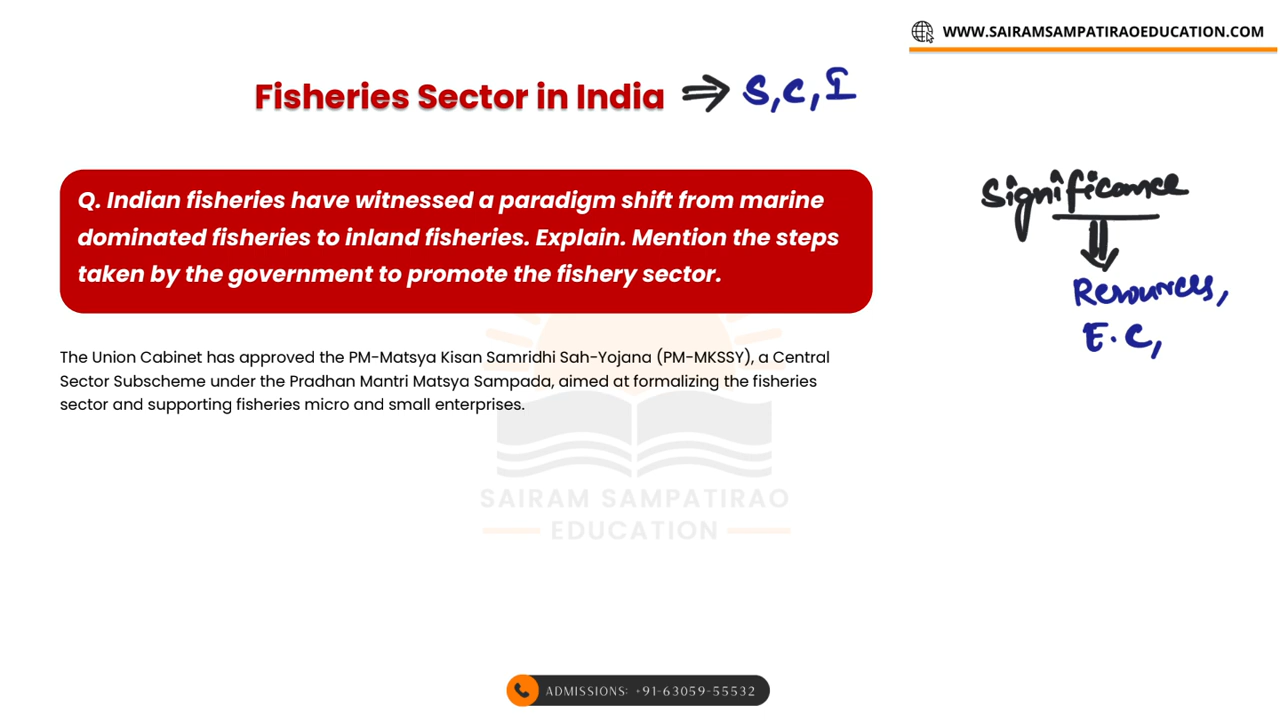 WWW.SAIRAMSAMPATIRAOEDUCATION.COM
Fisheries Sector in India ⇒ S, C, I
Q. Indian fisheries have witnessed a paradigm shift from marine
dominated fisheries to inland fisheries. Explain. Mention the steps
taken by the government to promote the fishery sector.
Significance
Resources,
E.C,
The Union Cabinet has approved the PM-Matsya Kisan Samridhi Sah-Yojana (PM-MKSSY), a Central
Sector Subscheme under the Pradhan Mantri Matsya Sampada, aimed at formalizing the fisheries
sector and supporting fisheries micro and small enterprises.
SAIRAM SAMPATIRAO
EDUCATION
ADMISSIONS: +91-63059-55532